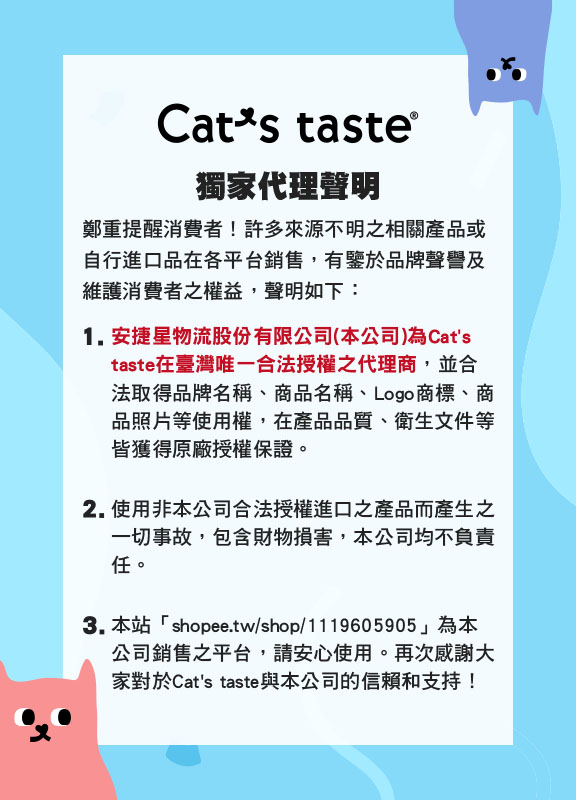 Cat's taste®
獨家代理聲明
鄭重提醒消費者！許多來源不明之相關產品或
自行進口品在各平台銷售，有鑒於品牌聲譽及
維護消費者之權益，聲明如下：
1. 安捷星物流股份有限公司(本公司)為Cat's
taste在臺灣唯一合法授權之代理商，並合
法取得品牌名稱、商品名稱、Logo商標、商
品照片等使用權，在產品品質、衛生文件等
皆獲得原廠授權保證。
2. 使用非本公司合法授權進口之產品而產生之
一切事故，包含財物損害，本公司均不負責
任。
3. 本站「shopee.tw/shop/1119605905」為本
公司銷售之平台，請安心使用。再次感謝大
家對於Cat's taste與本公司的信賴和支持！